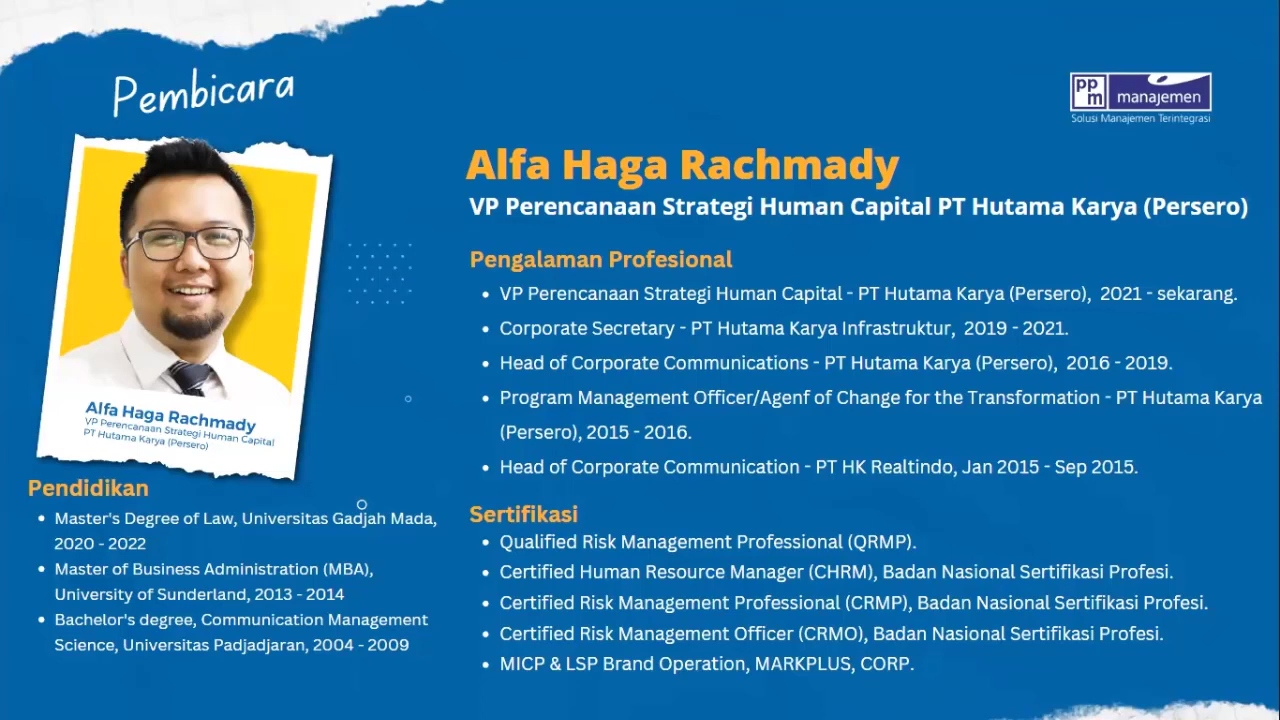 Pembicara
ppm manajemen
Solusi Manajemen Terintegrasi
Alfa Haga Rachmady
VP Perencanaan Strategi Human Capital
PT Hutama Karya (Persero)
Pendidikan
• Master's Degree of Law, Universitas Gadjah Mada,
2020 - 2022
• Master of Business Administration (MBA),
University of Sunderland, 2013 - 2014
• Bachelor's degree, Communication Management
Science, Universitas Padjadjaran, 2004 - 2009
Alfa Haga Rachmady
VP Perencanaan Strategi Human Capital PT Hutama Karya (Persero)
Pengalaman Profesional
• VP Perencanaan Strategi Human Capital - PT Hutama Karya (Persero), 2021 - sekarang.
• Corporate Secretary - PT Hutama Karya Infrastruktur, 2019 - 2021.
• Head of Corporate Communications - PT Hutama Karya (Persero), 2016 - 2019.
• Program Management Officer/Agenf of Change for the Transformation - PT Hutama Karya
(Persero), 2015 - 2016.
• Head of Corporate Communication - PT HK Realtindo, Jan 2015 - Sep 2015.
Sertifikasi
• Qualified Risk Management Professional (QRMP).
• Certified Human Resource Manager (CHRM), Badan Nasional Sertifikasi Profesi.
• Certified Risk Management Professional (CRMP), Badan Nasional Sertifikasi Profesi.
• Certified Risk Management Officer (CRMO), Badan Nasional Sertifikasi Profesi.
• MICP & LSP Brand Operation, MARKPLUS, CORP.